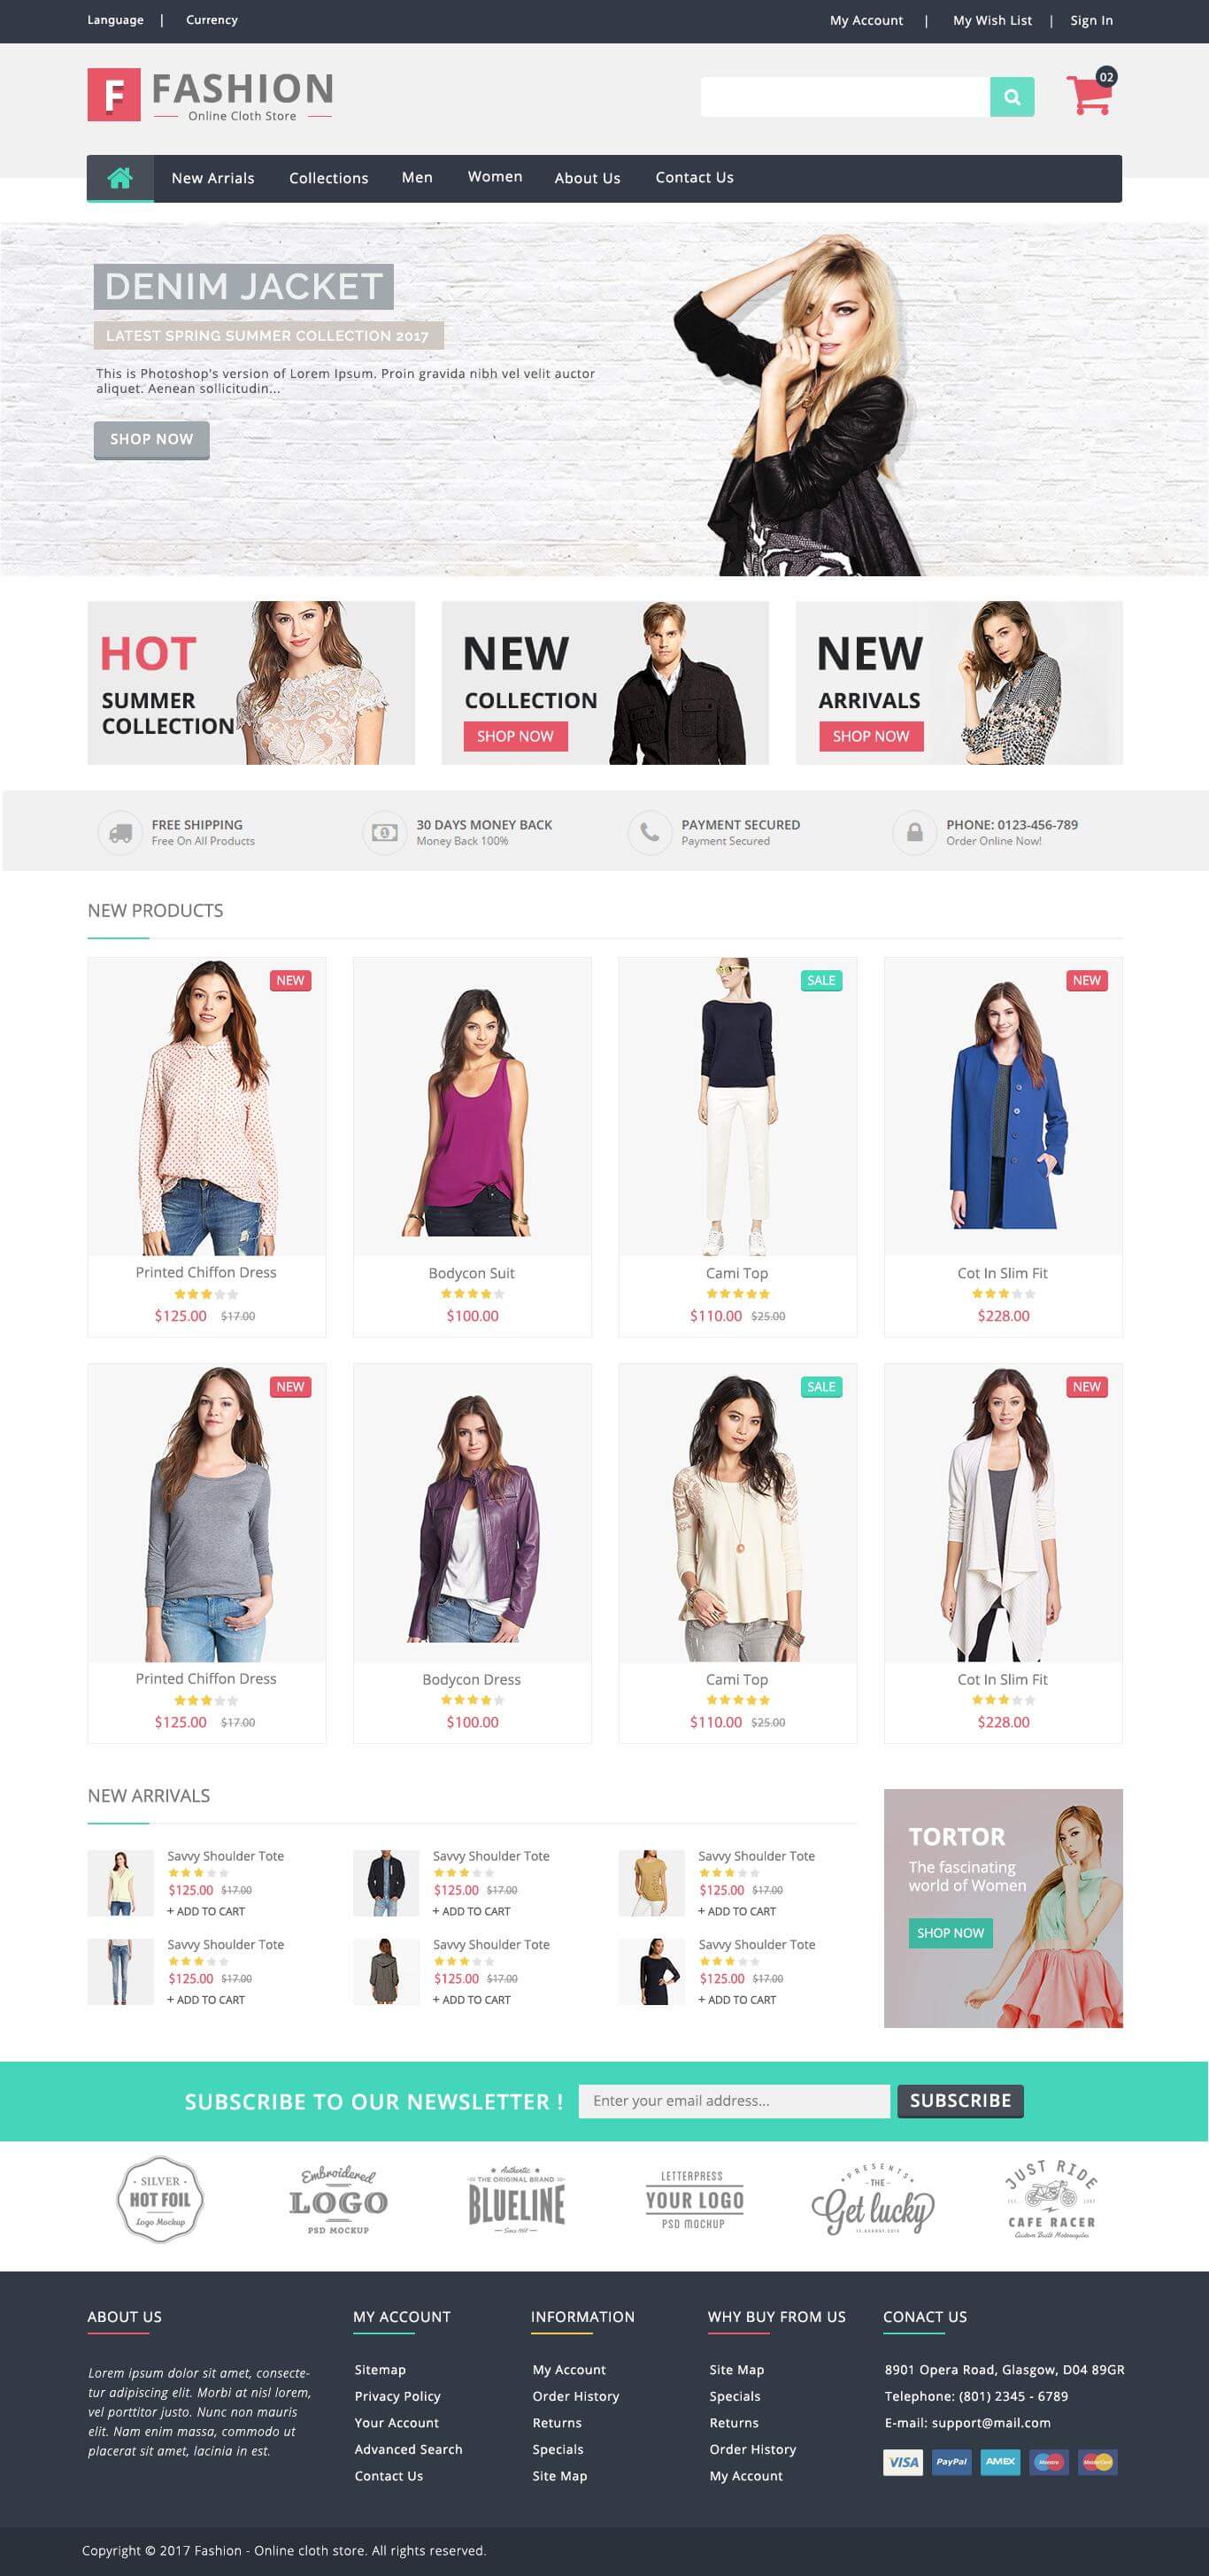 Language | Currency
My Account | My Wish List | Sign In
F FASHION
Online Cloth Store
02
New Arrials Collections Men Women About Us Contact Us
DENIM JACKET
LATEST SPRING SUMMER COLLECTION 2017
This is Photoshop's version of Lorem Ipsum. Proin gravida nibh vel velit auctor
aliquet. Aenean sollicitudin...
SHOP NOW
HOT
SUMMER
COLLECTION
NEW
COLLECTION
SHOP NOW
NEW
ARRIVALS
SHOP NOW
FREE SHIPPING
Free On All Products
30 DAYS MONEY BACK
Money Back 100%
PAYMENT SECURED
Payment Secured
PHONE: 0123-456-789
Order Online Now!
NEW PRODUCTS
NEW
Printed Chiffon Dress
$125.00 $17.00
Bodycon Suit
$100.00
SALE
Cami Top
$110.00 $25.00
NEW
Cot In Slim Fit
$228.00
NEW
Printed Chiffon Dress
$125.00 $17.00
Bodycon Dress
$100.00
SALE
Cami Top
$110.00 $25.00
NEW
Cot In Slim Fit
$228.00
NEW ARRIVALS
Savvy Shoulder Tote
$125.00 $17.00
+ ADD TO CART
Savvy Shoulder Tote
$125.00 $17.00
+ ADD TO CART
Savvy Shoulder Tote
$125.00 $17.00
+ ADD TO CART
Savvy Shoulder Tote
$125.00 $17.00
+ ADD TO CART
Savvy Shoulder Tote
$125.00 $17.00
+ ADD TO CART
Savvy Shoulder Tote
$125.00 $17.00
+ ADD TO CART
TORTOR
The fascinating
world of Women
SHOP NOW
SUBSCRIBE TO OUR NEWSLETTER !
Enter your email address...
SUBSCRIBE
· SILVER ·
HOT FOIL
Logo Mockup
Embroidered
LOGO
PSD MOCKUP
Authentic
THE ORIGINAL BRAND
BLUELINE
LETTERPRESS
YOUR LOGO
PSD MOCKUP
PRESENTS
THE
Get lucky
JUST RIDE
CAFE RACER
Custom Built Motorcycles
ABOUT US
Lorem ipsum dolor sit amet, consecte-
tur adipiscing elit. Morbi at nisl lorem,
vel porttitor justo. Nunc non mauris
elit. Nam enim massa, commodo ut
placerat sit amet, lacinia in est.
MY ACCOUNT
Sitemap
Privacy Policy
Your Account
Advanced Search
Contact Us
INFORMATION
My Account
Order History
Returns
Specials
Site Map
WHY BUY FROM US
Site Map
Specials
Returns
Order History
My Account
CONACT US
8901 Opera Road, Glasgow, D04 89GR
Telephone: (801) 2345 - 6789
E-mail: support@mail.com
VISA PayPal AMEX Maestro MasterCard
Copyright © 2017 Fashion - Online cloth store. All rights reserved.